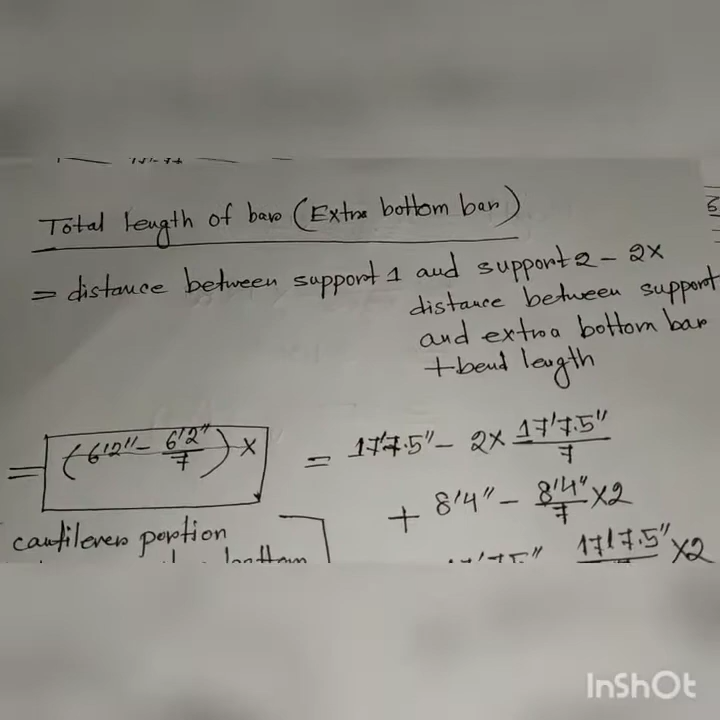 Total length of bars (Extra bottom bar)
= distance between support 1 and support 2 - 2x
distance between support
and extra bottom bar
+ bend length
= (6'2" - 6'2"/7) x
= 17'7.5" - 2x 17'7.5"/7
+ 8'4" - 8'4"/7 x2
cantilever portion
17'7.5" x2
InShOt